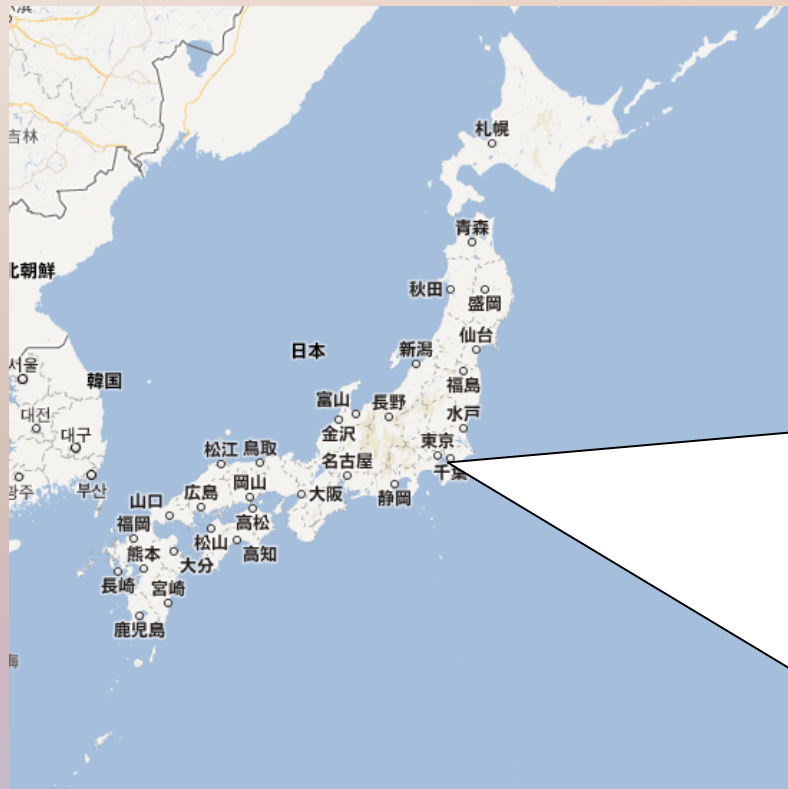 吉林
札幌
青森
北朝鮮
秋田
盛岡
仙台
日本
新潟
서울
韓国
福島
富山
長野
대전
水戸
金沢
대구
東京
松江
鳥取
名古屋
千葉
부산
岡山
広島
大阪
静岡
山口
福岡
高松
松山
高知
熊本
大分
長崎
宮崎
鹿児島
海